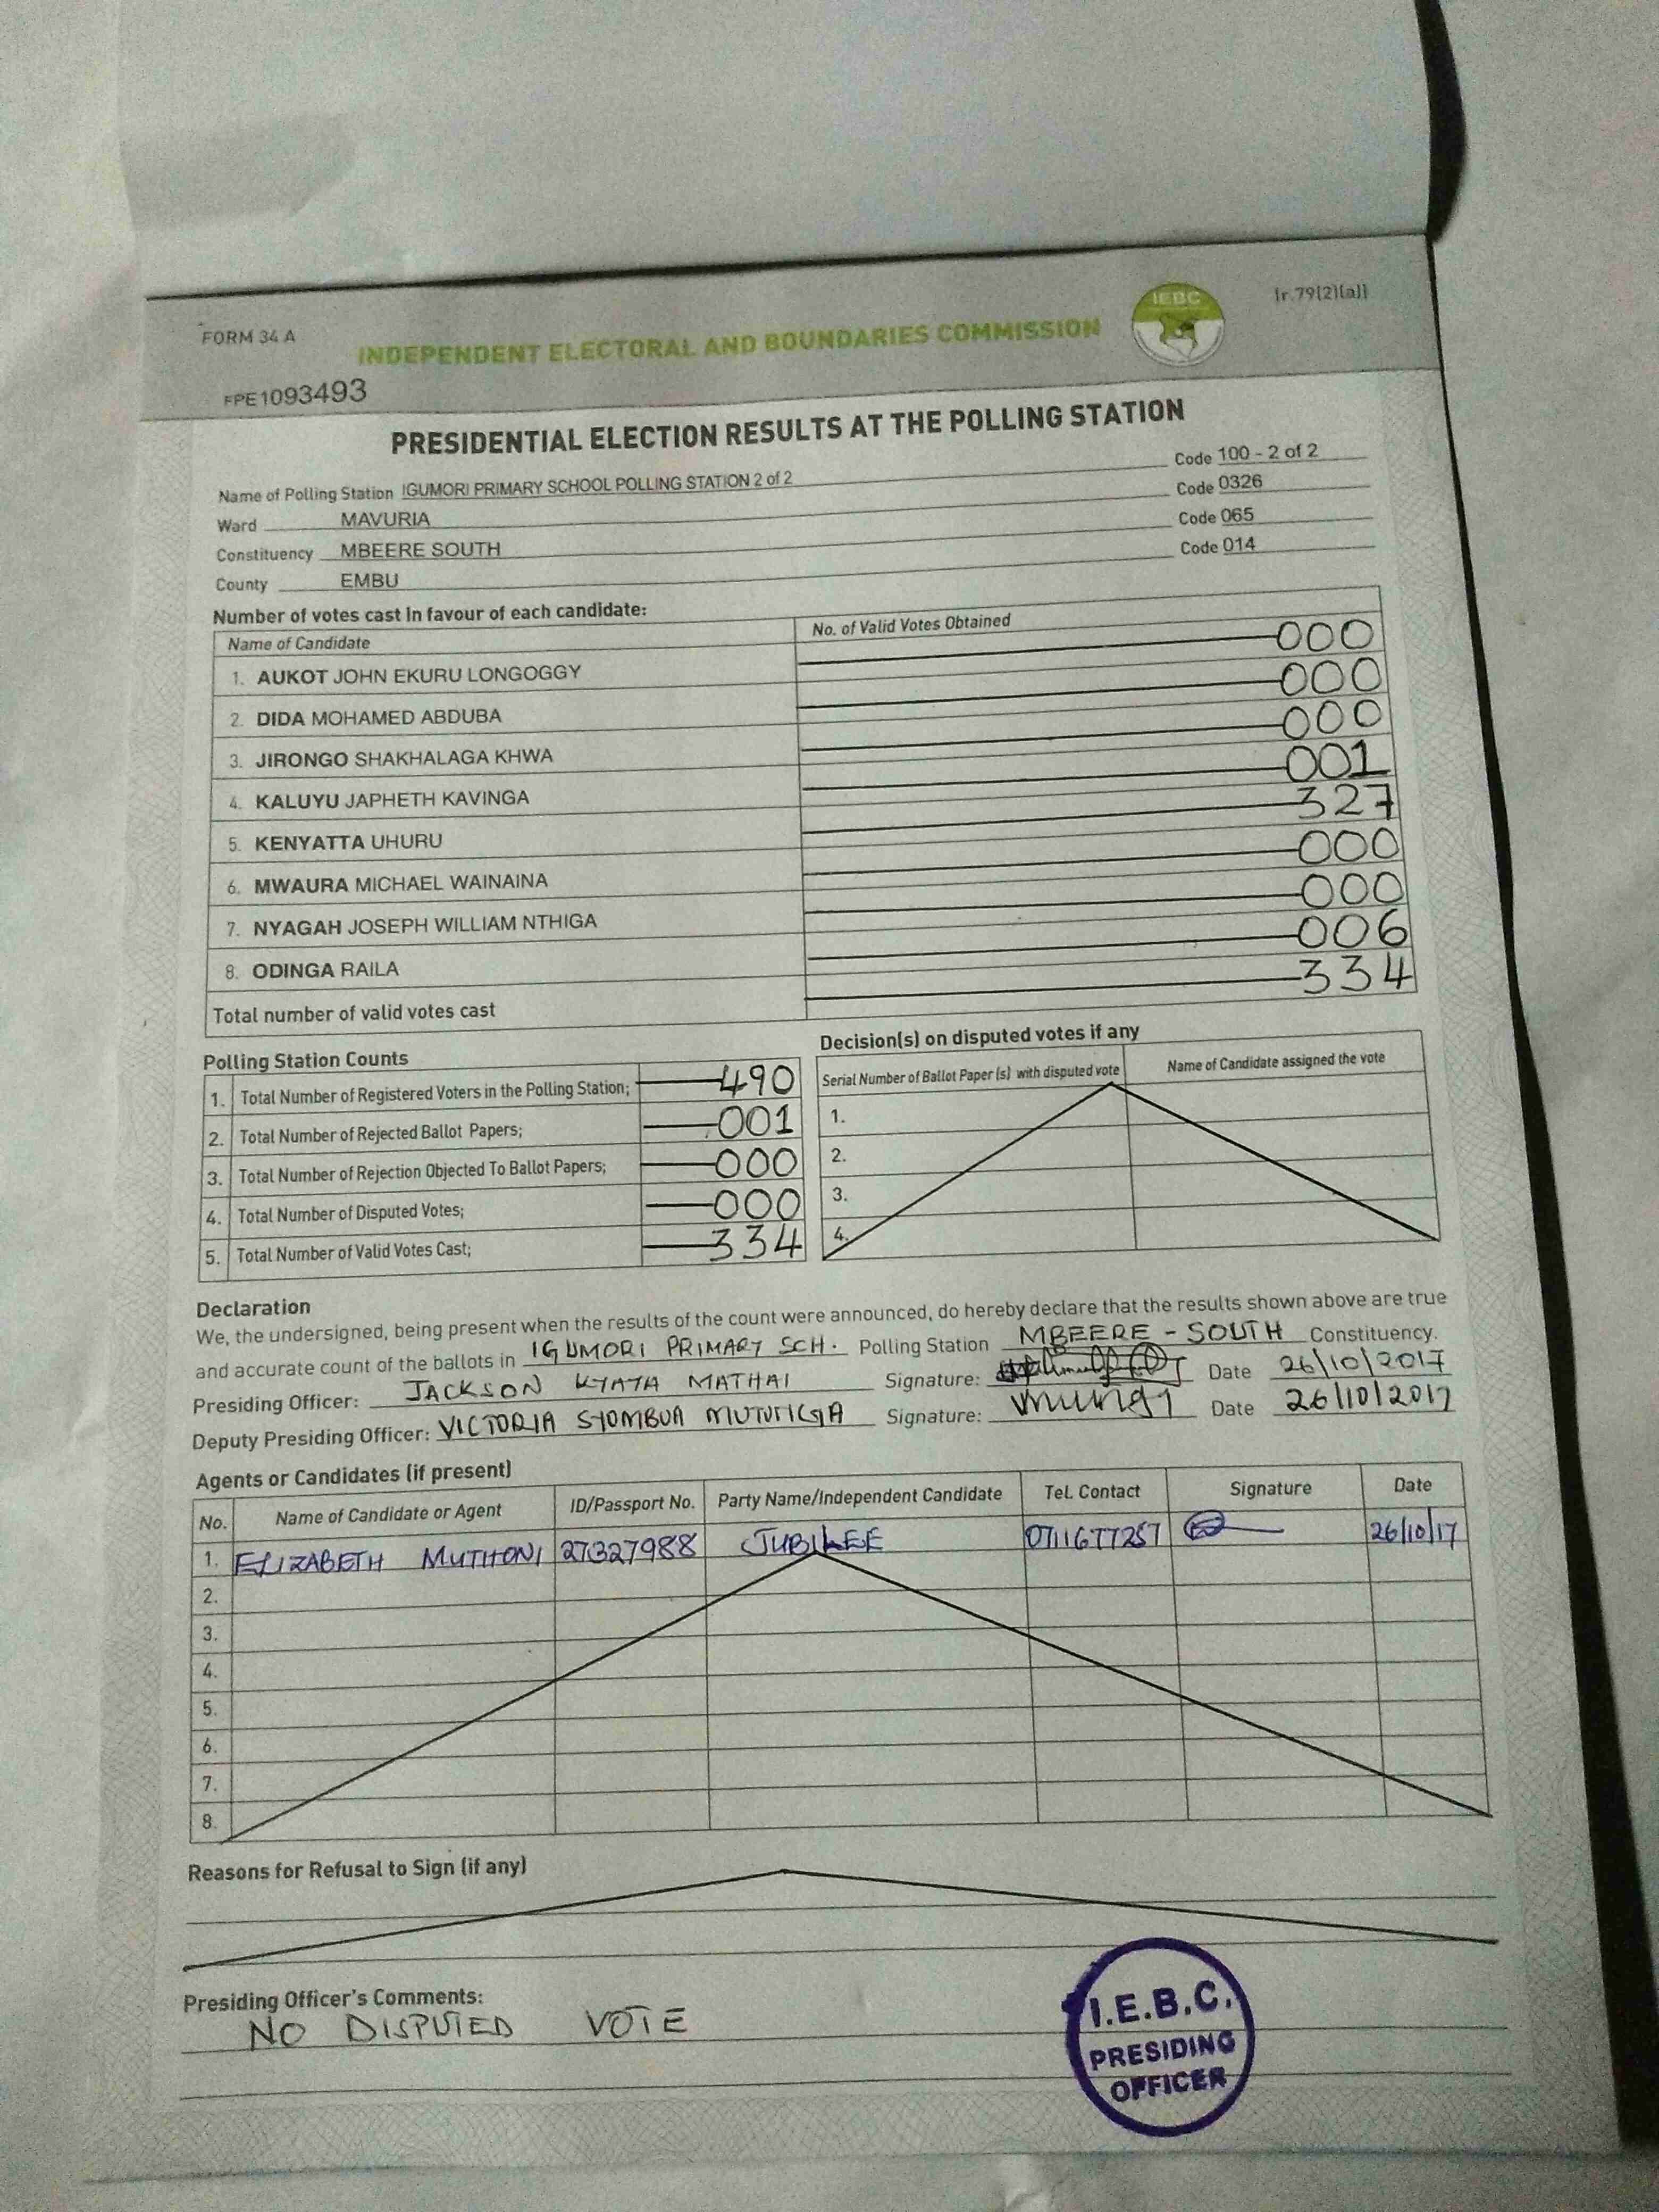 FORM 34 A
INDEPENDENT ELECTORAL AND BOUNDARIES COMMISSION
IEBC
(r.79(2)(a))
FPE1093493
PRESIDENTIAL ELECTION RESULTS AT THE POLLING STATION
Name of Polling Station IGUMORI PRIMARY SCHOOL POLLING STATION 2 of 2 Code 100 - 2 of 2
Ward MAVURIA Code 0326
Constituency MBEERE SOUTH Code 065
County EMBU Code 014
Number of votes cast in favour of each candidate:
Name of Candidate No. of Valid Votes Obtained
1. AUKOT JOHN EKURU LONGOGGY 000
2. DIDA MOHAMED ABDUBA 000
3. JIRONGO SHAKHALAGA KHWA 000
4. KALUYU JAPHETH KAVINGA 001
5. KENYATTA UHURU 327
6. MWAURA MICHAEL WAINAINA 000
7. NYAGAH JOSEPH WILLIAM NTHIGA 000
8. ODINGA RAILA 006
Total number of valid votes cast 334
Polling Station Counts
1. Total Number of Registered Voters in the Polling Station; 490
2. Total Number of Rejected Ballot Papers; 001
3. Total Number of Rejection Objected To Ballot Papers; 000
4. Total Number of Disputed Votes; 000
5. Total Number of Valid Votes Cast; 334
Decision(s) on disputed votes if any
Serial Number of Ballot Paper (s) with disputed vote Name of Candidate assigned the vote
1.
2.
3.
4.
Declaration
We, the undersigned, being present when the results of the count were announced, do hereby declare that the results shown above are true
and accurate count of the ballots in IGUMORI PRIMARY SCH. Polling Station MBEERE - SOUTH Constituency.
Presiding Officer: JACKSON KYATA MATHAI Signature: Date 26/10/2017
Deputy Presiding Officer: VICTORIA SYOMBUA Signature: Date 26/10/2017
Agents or Candidates (if present)
No. Name of Candidate or Agent ID/Passport No. Party Name/Independent Candidate Tel. Contact Signature Date
1. ELIZABETH MUTHONI 27327988 JUBILEE 0711677257 26/10/17
2.
3.
4.
5.
6.
7.
8.
Reasons for Refusal to Sign (if any)
Presiding Officer's Comments:
NO DISPUTED VOTE
I.E.B.C.
PRESIDING
OFFICER